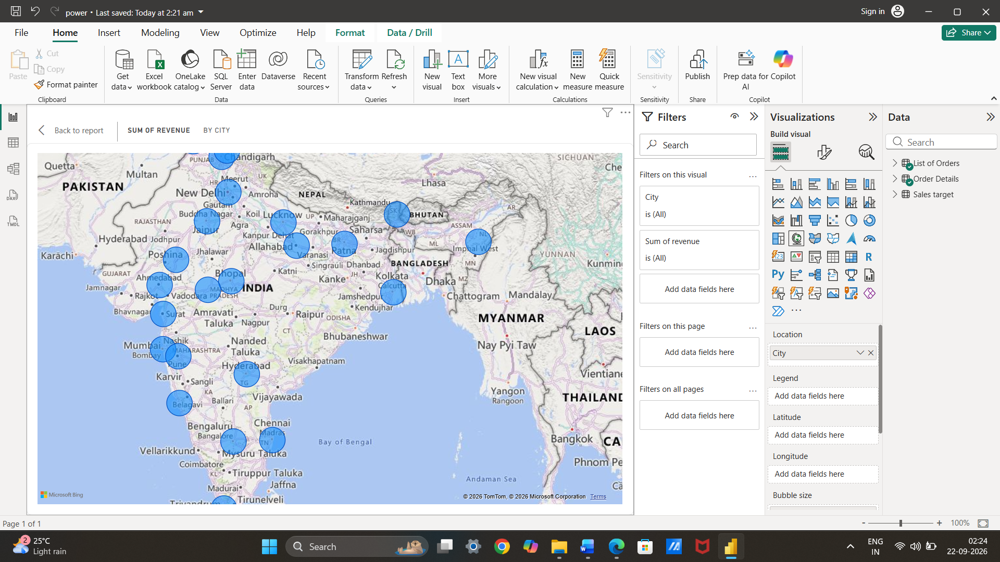 power • Last saved: Today at 2:21 am
Sign in
File
Home
Insert
Modeling
View
Optimize
Help
Format
Data / Drill
Share
Paste
Cut
Copy
Format painter
Clipboard
Get data
Excel workbook
OneLake catalog
SQL Server
Enter data
Dataverse
Recent sources
Data
Transform data
Refresh
Queries
New visual
Text box
More visuals
Insert
New visual calculation
New measure
Quick measure
Calculations
Sensitivity
Sensitivity
Publish
Share
Prep data for AI
Copilot
Copilot
DAX
TMDL
Back to report
SUM OF REVENUE
BY CITY
PUNJAB
Chandigarh
SICHUAN
Quetta
Multan
Che
HR
Meerut
UK
Lhasa
PAKISTAN
New Delhi
Amroha
NEPAL
Gautam Buddha Nagar
Kathmandu
SK
BHUTAN
AR
RAJASTHAN
Jaipur
Koil
Lucknow
UP
Maharajganj
Agra
Gorakhpur
Saharsa
WB
ASSAM
NL
Hyderabad
Jodhpur
Kanpur Dehat
Allahabad
BR
Patna
ML
Imphal West
Karāchi
Poshina
Jhalawar
Varanasi
Jagdishpur
YUNNAN
Singrauli
Dhanbad
BANGLADESH
MN
Kunmin
GUJARAT
Ahmedabad
Bhopal
Katni
JH
Kolkata
Calcutta
Kanke
Dhaka
MZ
Jamnagar
Rajkot
Vadodara
MADHYA PRADESH
INDIA
Jamshedpur
Chattogram
Mandalay
Bhavnagar
Surat
Amravati Taluka
Durg
Raipur
ODISHA
Kendujhar
MYANMAR
Nagpur
CT
Bhubaneshwar
LAOS
Mumbai
Bombay
Nashik
MAHARASHTRA
Nanded Taluka
Nay Pyi Taw
Pune
Hyderabad
Visakhapatnam
Karvir
Sangli
TG
Vientiane
KA
Belagavi
Ballari
AP
Vijayawada
Yangon
Rangoon
THAILAND
Bengaluru
Bangalore
Chennai
Madras
Bay of Bengal
Bangkok
CA
Vellarikkund
TN
Mysuru Taluka
Coimbatore
Phnom Pe
KL
Tiruppur Taluka
Andaman Sea
Madurai
Jaffna
Ca
Trivandrum
Tirunelveli
Microsoft Bing
© 2026 TomTom, © 2026 Microsoft Corporation Terms
Filters
Search
Filters on this visual
City
is (All)
Sum of revenue
is (All)
Add data fields here
Filters on this page
Add data fields here
Filters on all pages
Add data fields here
Visualizations
Build visual
123
R
Py
Location
City
Legend
Add data fields here
Latitude
Add data fields here
Longitude
Add data fields here
Bubble size
Data
Search
List of Orders
Order Details
Sales target
Page 1 of 1
100%
2
25°C
Light rain
Search
ENG
IN
02:24
22-09-2026